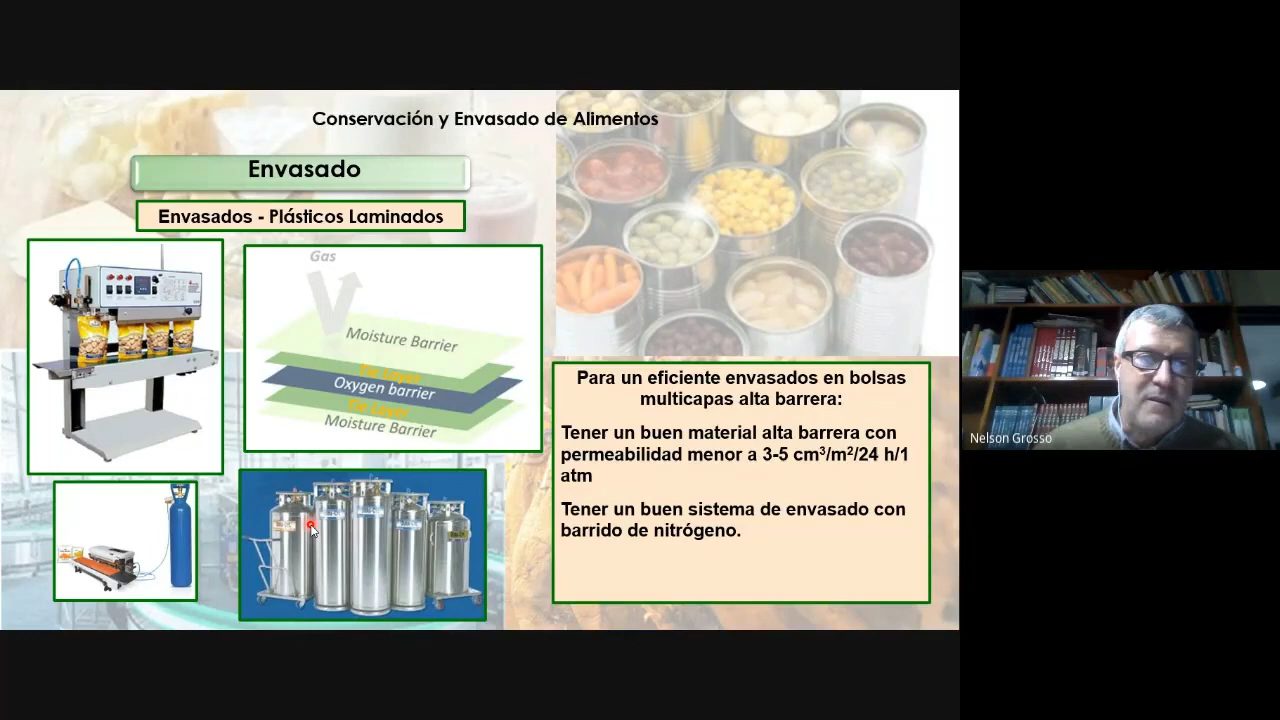 Conservación y Envasado de Alimentos
Envasado
Envasados - Plásticos Laminados
Gas
Moisture Barrier
Tie Layer
Oxygen barrier
Tie Layer
Moisture Barrier
Para un eficiente envasados en bolsas
multicapas alta barrera:
Tener un buen material alta barrera con
permeabilidad menor a 3-5 cm³/m²/24 h/1
atm
Tener un buen sistema de envasado con
barrido de nitrógeno.
Nelson Grosso